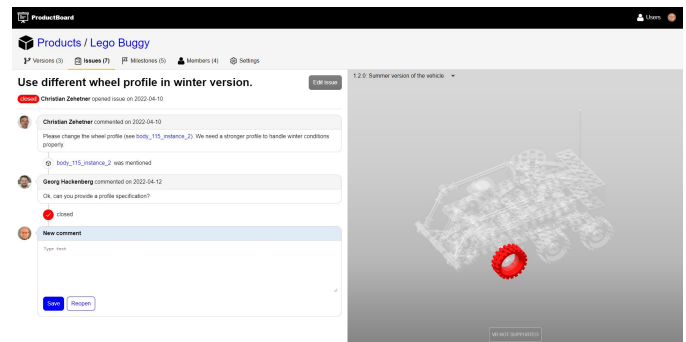 ProductBoard
Users
Products / Lego Buggy
Versions (3) Issues (7) Milestones (5) Members (4) Settings
Use different wheel profile in winter version.
Edit issue
closed Christian Zehetner opened issue on 2022-04-10
Christian Zehetner commented on 2022-04-10
Please change the wheel profile (see body_115_instance_2). We need a stronger profile to handle winter conditions
properly.
body_115_instance_2 was mentioned
Georg Hackenberg commented on 2022-04-12
Ok, can you provide a profile specification?
closed
New comment
Type text
Save Reopen
1.2.0: Summer version of the vehicle.
VR NOT SUPPORTED